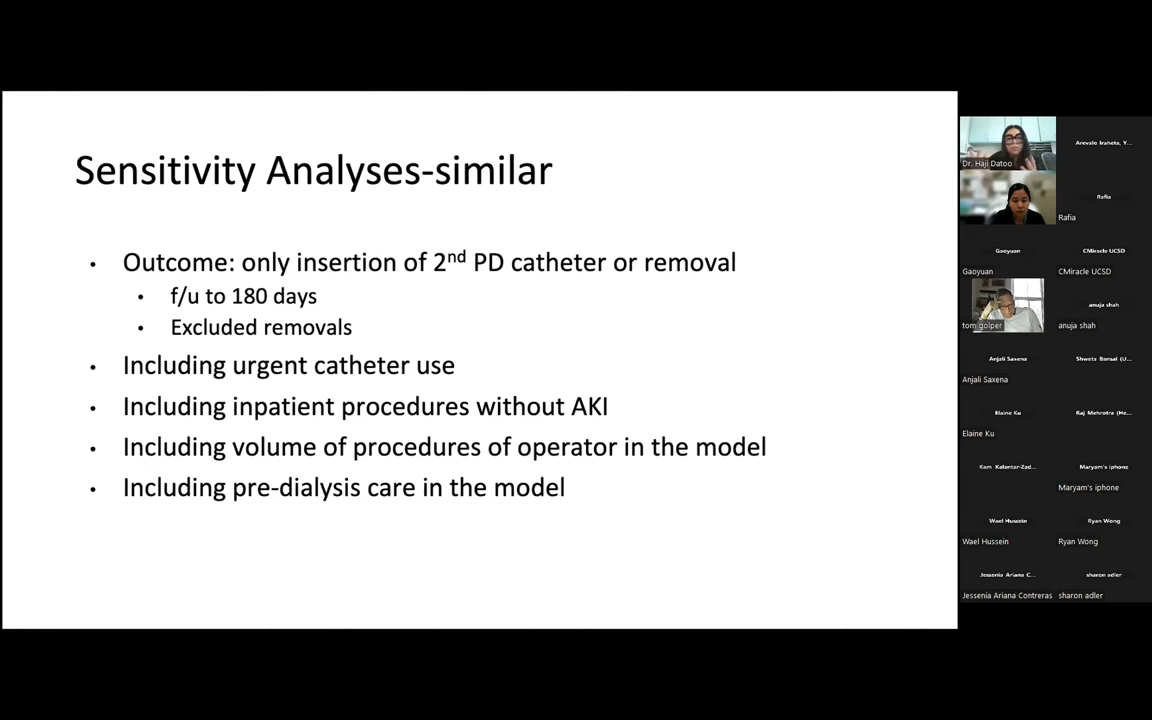 Sensitivity Analyses-similar
• Outcome: only insertion of 2nd PD catheter or removal
• f/u to 180 days
• Excluded removals
• Including urgent catheter use
• Including inpatient procedures without AKI
• Including volume of procedures of operator in the model
• Including pre-dialysis care in the model
Dr. Haji Datoo
Arevalo Iraheta, Y...
Rafia
Rafia
Gaoyuan
Gaoyuan
CMiracle UCSD
CMiracle UCSD
tom golper
anuja shah
anuja shah
Anjali Saxena
Anjali Saxena
Shweta Bansal (U...
Elaine Ku
Elaine Ku
Raj Mehrotra (He...
Kam Kalantar-Zad...
Maryam's iphone
Maryam's iphone
Wael Hussein
Wael Hussein
Ryan Wong
Ryan Wong
Jessenia Ariana C...
Jessenia Ariana Contreras
sharon adler
sharon adler